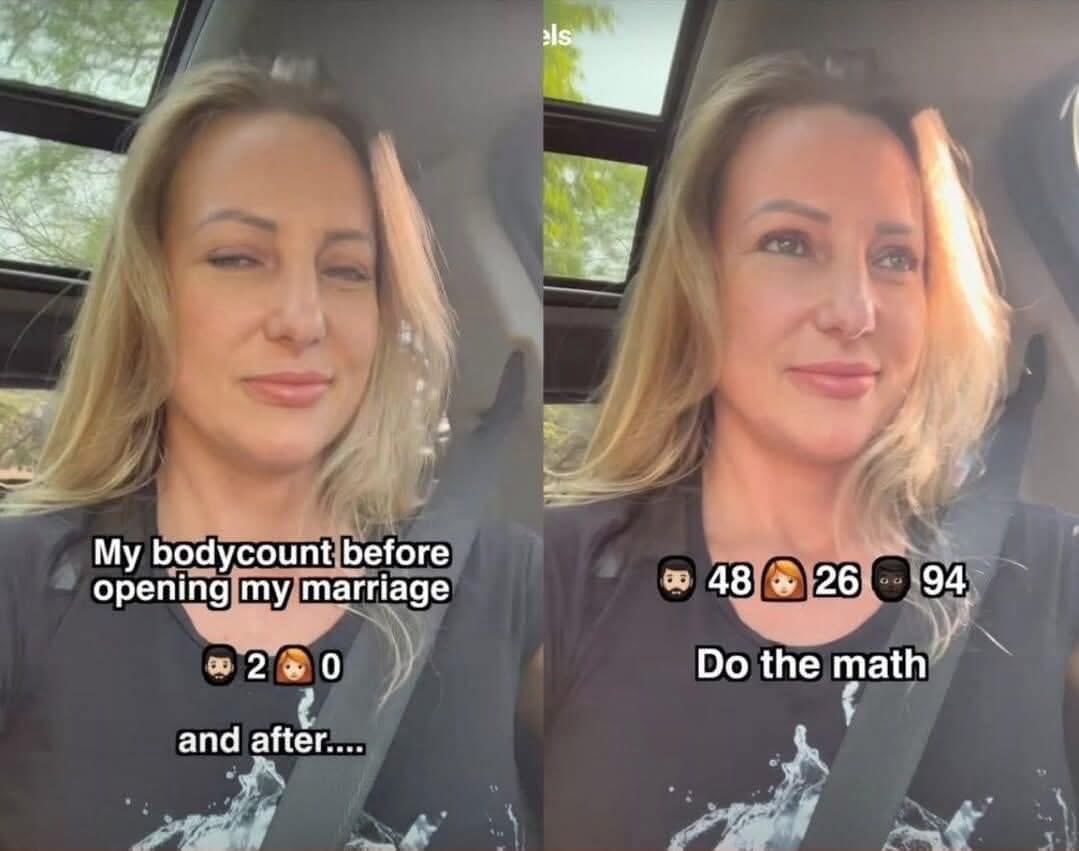 My bodycount before
opening my marriage
🧔🏻2👩🏻‍🦰0
and after....
els
🧔🏻48👩🏻‍🦰26🧔🏿94
Do the math